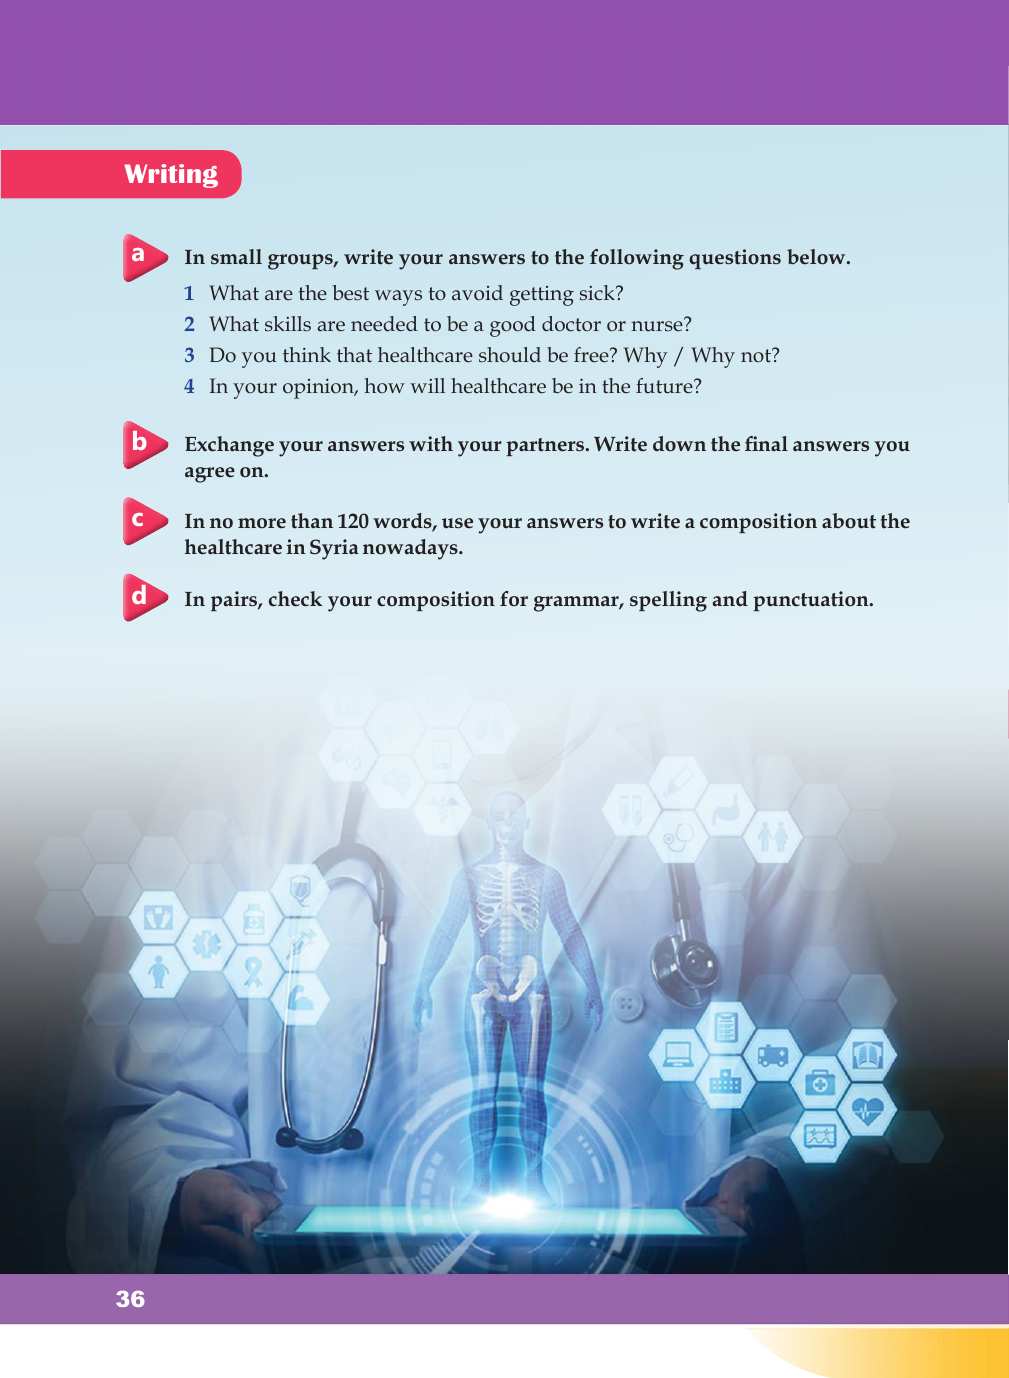 Writing
a In small groups, write your answers to the following questions below.
1 What are the best ways to avoid getting sick?
2 What skills are needed to be a good doctor or nurse?
3 Do you think that healthcare should be free? Why / Why not?
4 In your opinion, how will healthcare be in the future?
b Exchange your answers with your partners. Write down the final answers you
agree on.
c In no more than 120 words, use your answers to write a composition about the
healthcare in Syria nowadays.
d In pairs, check your composition for grammar, spelling and punctuation.
36